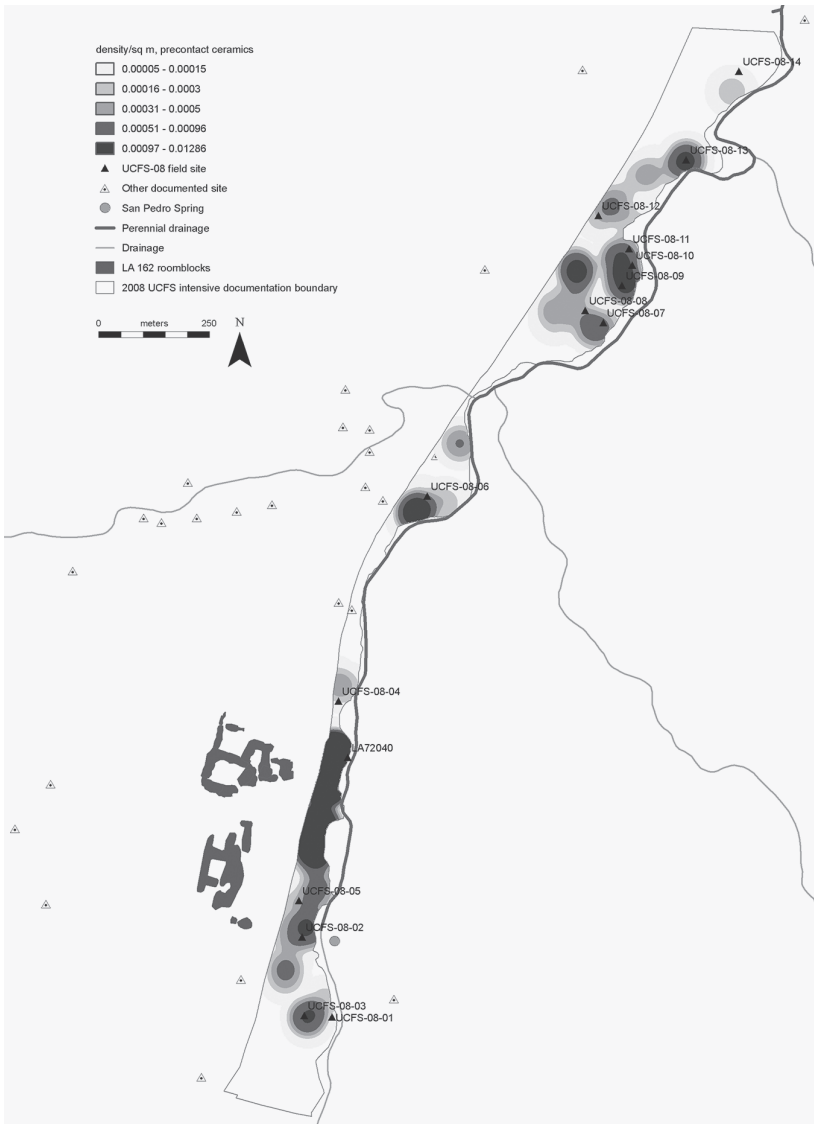 density/sq m, precontact ceramics
0.00005 - 0.00015
0.00016 - 0.0003
0.00031 - 0.0005
0.00051 - 0.00096
0.00097 - 0.01286
UCFS-08 field site
Other documented site
San Pedro Spring
Perennial drainage
Drainage
LA 162 roomblocks
2008 UCFS intensive documentation boundary
0 meters 250
N
UCFS-08-14
UCFS-08-13
UCFS-08-12
UCFS-08-11
UCFS-08-10
UCFS-08-09
UCFS-08-08
UCFS-08-07
UCFS-08-06
UCFS-08-04
LA72040
UCFS-08-05
UCFS-08-02
UCFS-08-03
UCFS-08-01